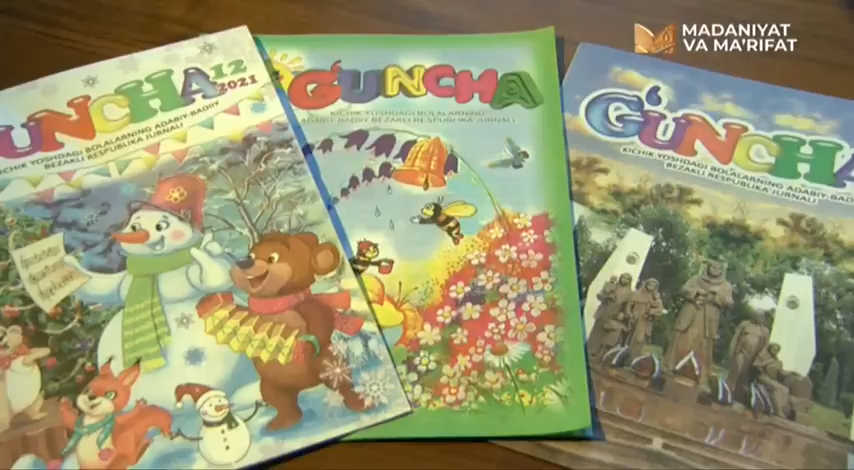 MADANIYAT
VA MA'RIFAT
UNCHA
12
2021
KICHIK YOSHDAGI BOLALARNING ADABIY-BADIIY
BEZAKLI RESPUBLIKA JURNALI
G'UNCHA
KICHIK YOSHDAGI BOLALARNING
ADABIY-BADIIY BEZAKLI RESPUBLIKA JURNALI
G'UNCHA
KICHIK YOSHDAGI BOLALARNING ADABIY-BADIIY
BEZAKLI RESPUBLIKA JURNALI